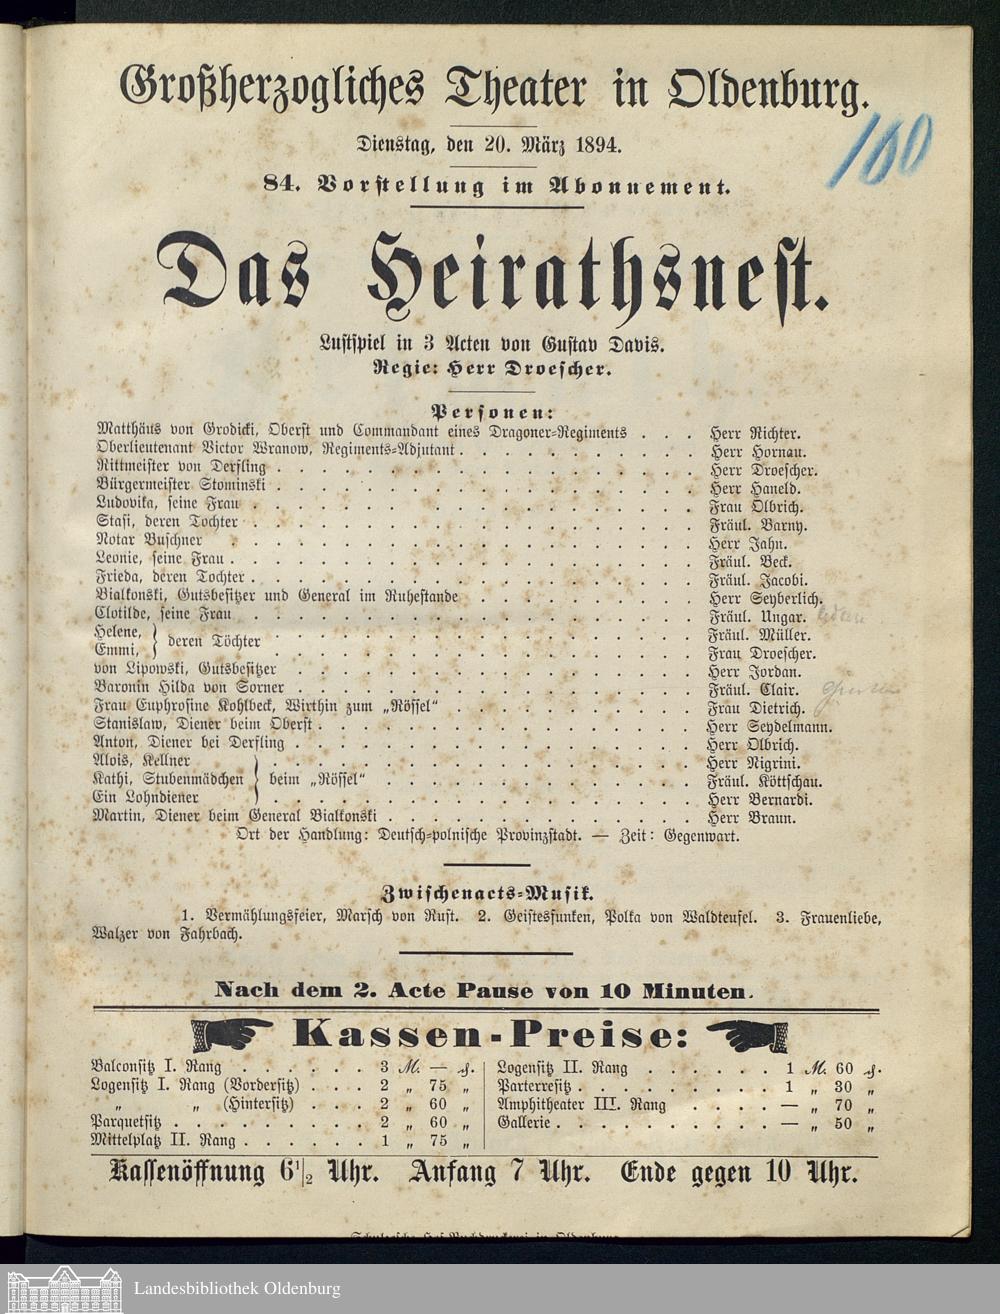 Großherzogliches Theater in Oldenburg.
160
Dienstag, den 20. März 1894.
84. Vorstellung im Abonnement.
Das Heirathsnest.
Lustspiel in 3 Acten von Gustav Davis.
Regie: Herr Droescher.
Personen:
Matthäus von Grodicki, Oberst und Commandant eines Dragoner-Regiments . . . Herr Richter.
Oberlieutenant Victor Wranow, Regiments-Adjutant . . . Herr Hornau.
Rittmeister von Derfling . . . Herr Droescher.
Bürgermeister Slominski . . . Herr Haneld.
Ludovika, seine Frau . . . Frau Olbrich.
Stasi, deren Tochter . . . Fräul. Barny.
Notar Buschner . . . Herr Jahn.
Leonie, seine Frau . . . Fräul. Beck.
Frieda, deren Tochter . . . Fräul. Jacobi.
Bialkonski, Gutsbesitzer und General im Ruhestande . . . Herr Seyberlich.
Clotilde, seine Frau . . . Fräul. Ungar.
Helene, } deren Töchter . . . Fräul. Müller.
Emmi, . . . Frau Droescher.
von Lipowski, Gutsbesitzer . . . Herr Jordan.
Baronin Hilda von Sorner . . . Fräul. Clair.
Frau Euphrosine Kohlbeck, Wirthin zum „Rössel“ . . . Frau Dietrich.
Stanislaw, Diener beim Oberst . . . Herr Seydelmann.
Anton, Diener bei Derfling . . . Herr Olbrich.
Alois, Kellner . . . Herr Nigrini.
Kathi, Stubenmädchen } beim „Rössel“ . . . Fräul. Köttschau.
Ein Lohndiener . . . Herr Bernardi.
Martin, Diener beim General Bialkonski . . . Herr Braun.
Ort der Handlung: Deutsch-polnische Provinzstadt. — Zeit: Gegenwart.
Zwischenacts-Musik.
1. Vermählungsfeier, Marsch von Rust. 2. Geistesfunken, Polka von Waldteufel. 3. Frauenliebe,
Walzer von Fahrbach.
Nach dem 2. Acte Pause von 10 Minuten.
Kassen-Preise:
Balconsitz I. Rang . . . 3 M. — ₰.
Logensitz I. Rang (Vordersitz) . . . 2 „ 75 „
„ „ (Hintersitz) . . . 2 „ 60 „
Parquetsitz . . . 2 „ 60 „
Mittelplatz II. Rang . . . 1 „ 75 „
Logensitz II. Rang . . . 1 M. 60 ₰.
Parterresitz . . . 1 „ 30 „
Amphitheater III. Rang . . . — „ 70 „
Gallerie . . . — „ 50 „
Kassenöffnung 6 1/2 Uhr. Anfang 7 Uhr. Ende gegen 10 Uhr.
Landesbibliothek Oldenburg